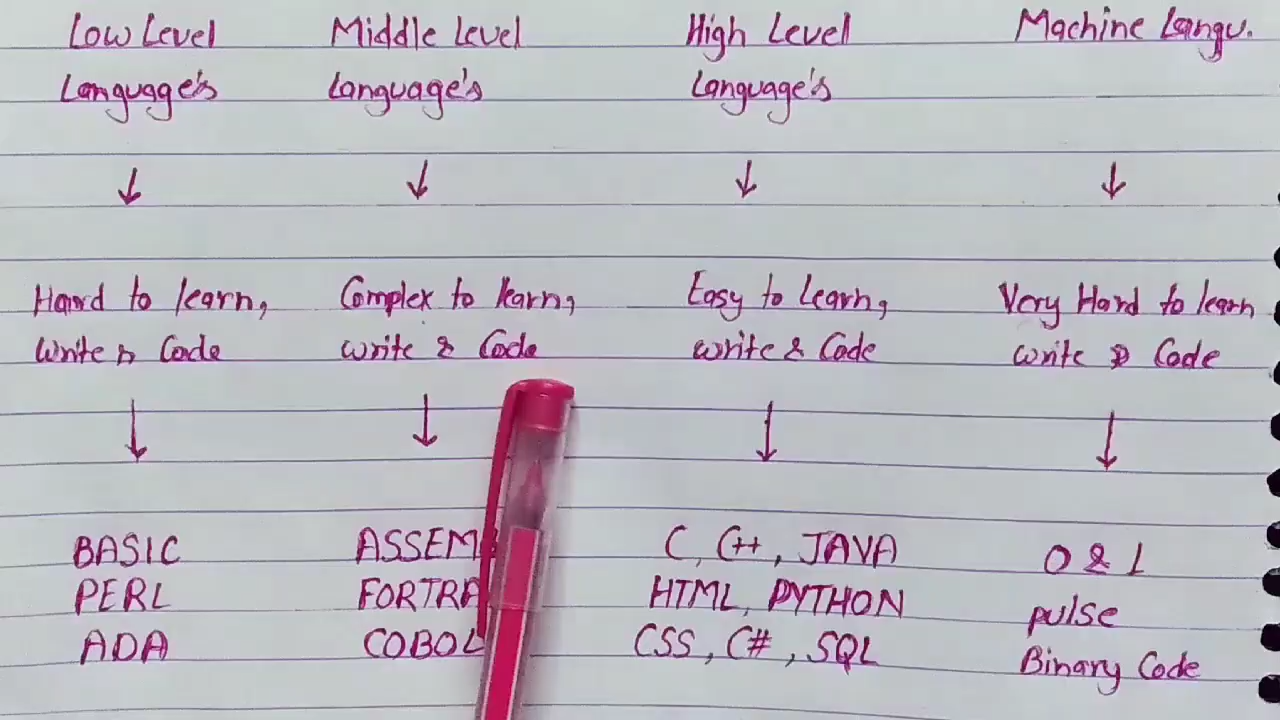 Low Level
Language's
Middle Level
Language's
High Level
Language's
Machine Langu.
Hard to learn,
write & Code
Complex to learn,
write & Code
Easy to Learn,
write & Code
Very Hard to learn
write & Code
BASIC
PERL
ADA
ASSEM
FORTRA
COBOL
C, C++, JAVA
HTML, PYTHON
CSS, C#, SQL
0 & 1
pulse
Binary Code